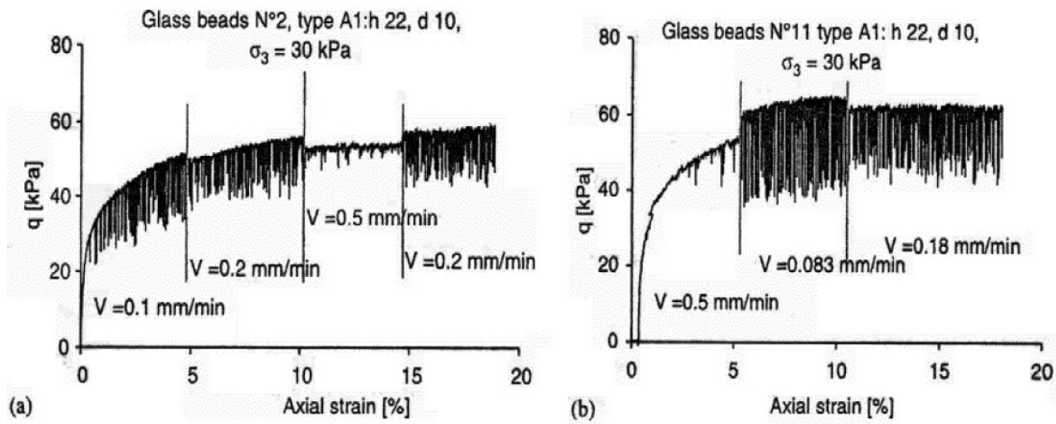 Glass beads N°2, type A1:h 22, d 10,
σ3 = 30 kPa
80
60
40
20
0
q [kPa]
V =0.1 mm/min
V =0.2 mm/min
V =0.5 mm/min
V =0.2 mm/min
0 5 10 15 20
(a) Axial strain [%]
Glass beads N°11 type A1: h 22, d 10,
σ3 = 30 kPa
80
60
40
20
0
q [kPa]
V =0.5 mm/min
V =0.083 mm/min
V =0.18 mm/min
0 5 10 15 20
(b) Axial strain [%]